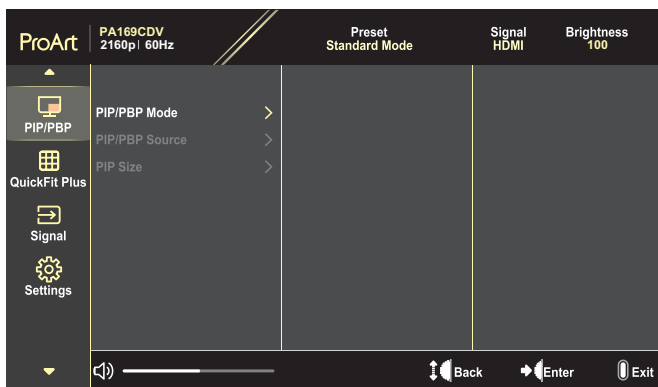 ProArt
PA169CDV
2160p| 60Hz
Preset
Standard Mode
Signal
HDMI
Brightness
100
PIP/PBP
QuickFit Plus
Signal
Settings
PIP/PBP Mode
PIP/PBP Source
PIP Size
Back
Enter
Exit